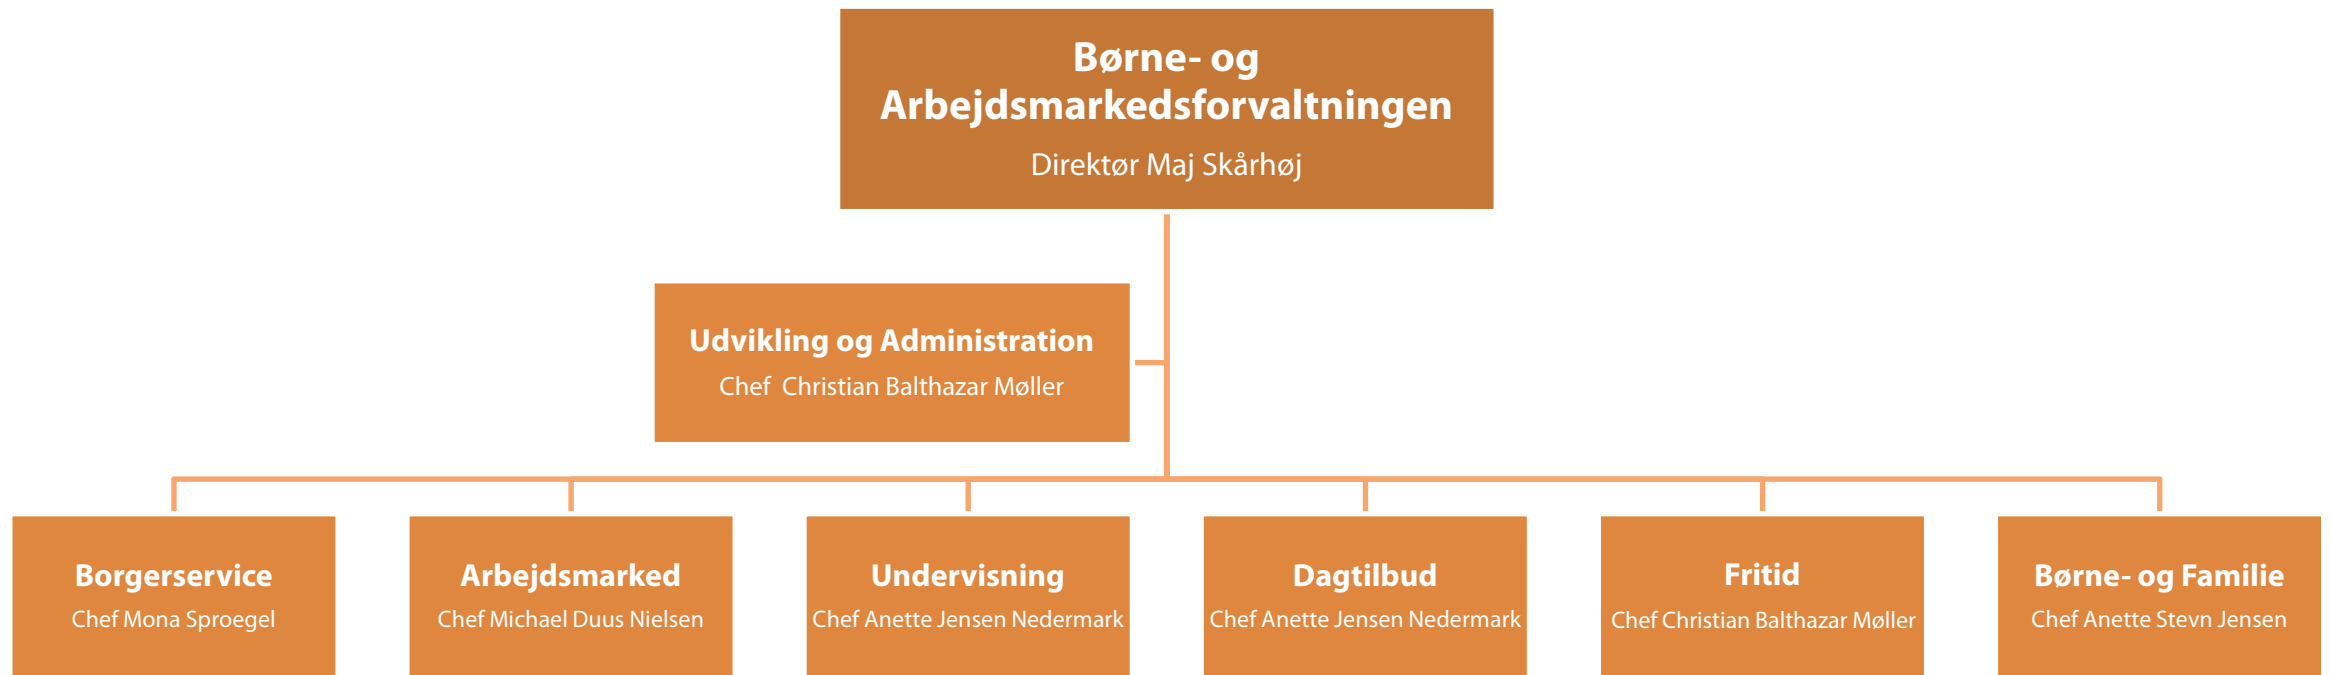 Børne- og
Arbejdsmarkedsforvaltningen
Direktør Maj Skårhøj
Udvikling og Administration
Chef  Christian Balthazar Møller
Borgerservice
Chef Mona Sproegel
Arbejdsmarked
Chef Michael Duus Nielsen
Undervisning
Chef Anette Jensen Nedermark
Dagtilbud
Chef Anette Jensen Nedermark
Fritid
Chef Christian Balthazar Møller
Børne- og Familie
Chef Anette Stevn Jensen